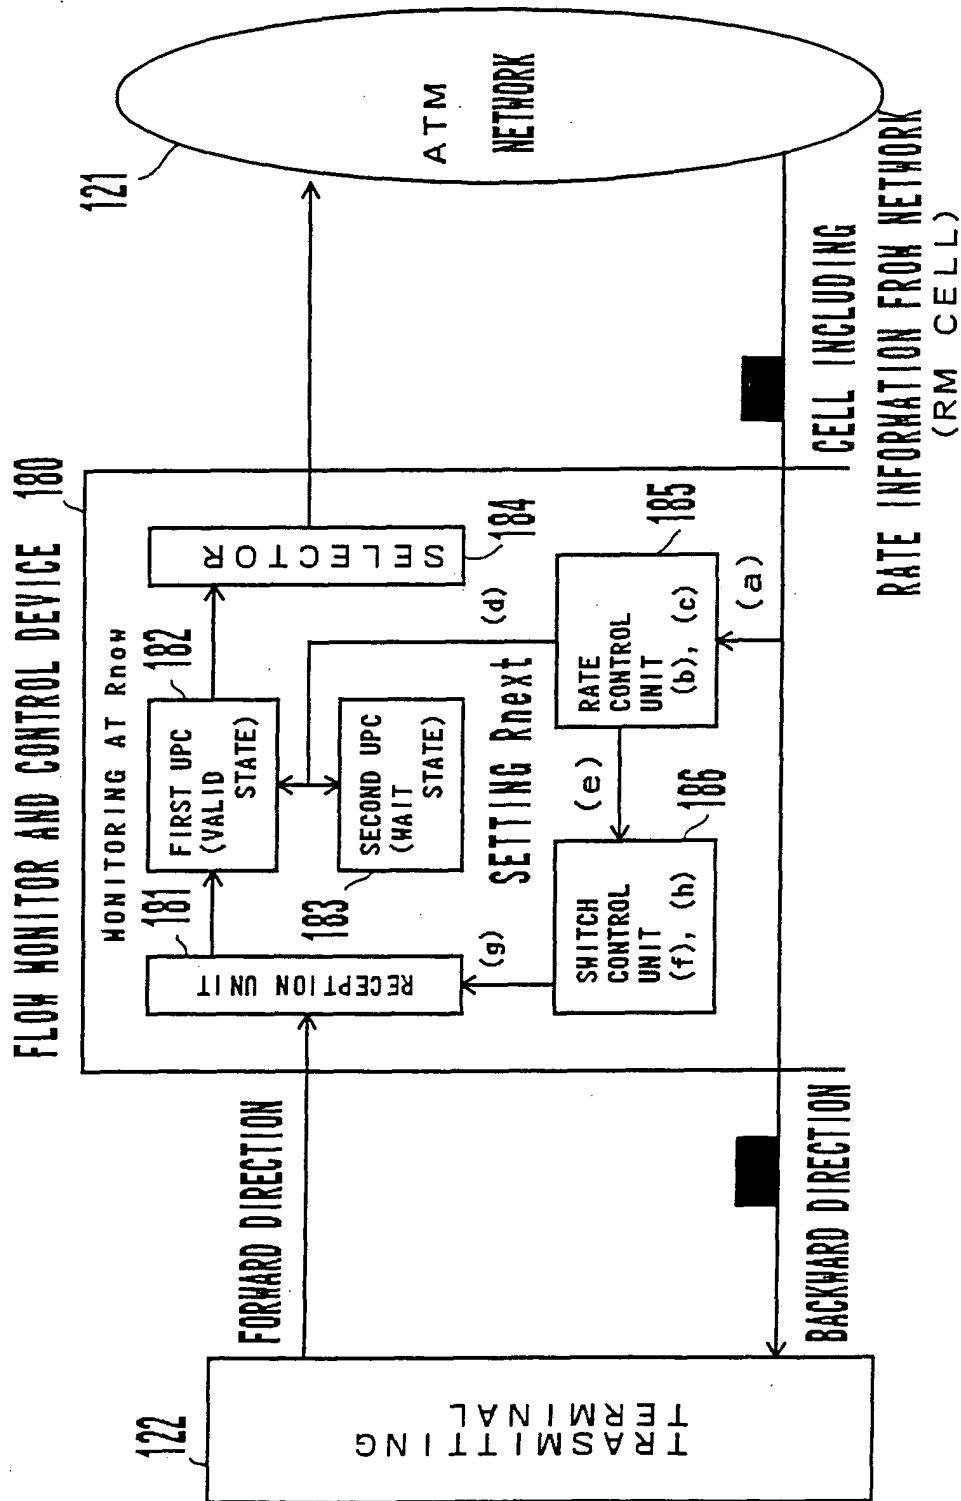 FLOW MONITOR AND CONTROL DEVICE 180
MONITORING AT Rnow
122
TRASMITTING
TERMINAL
FORWARD DIRECTION
BACKWARD DIRECTION
181
RECEPTION UNIT
182
FIRST UPC
(VALID
STATE)
183
SECOND UPC
(WAIT
STATE)
SELECTOR
184
SETTING Rnext
(d)
185
RATE
CONTROL
UNIT
(b), (c)
(e)
186
SWITCH
CONTROL
UNIT
(f), (h)
(g)
(a)
121
ATM
NETWORK
CELL INCLUDING
RATE INFORMATION FROM NETWORK
(RM CELL)